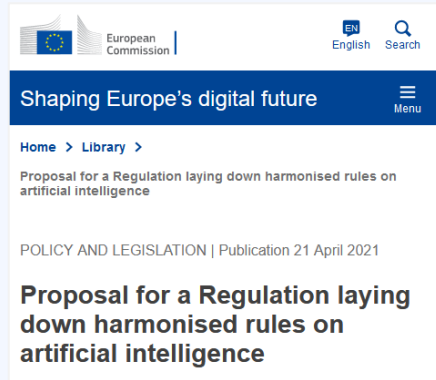 European
Commission
EN
English
Search
Shaping Europe's digital future
Menu
Home > Library >
Proposal for a Regulation laying down harmonised rules on
artificial intelligence
POLICY AND LEGISLATION | Publication 21 April 2021
Proposal for a Regulation laying
down harmonised rules on
artificial intelligence